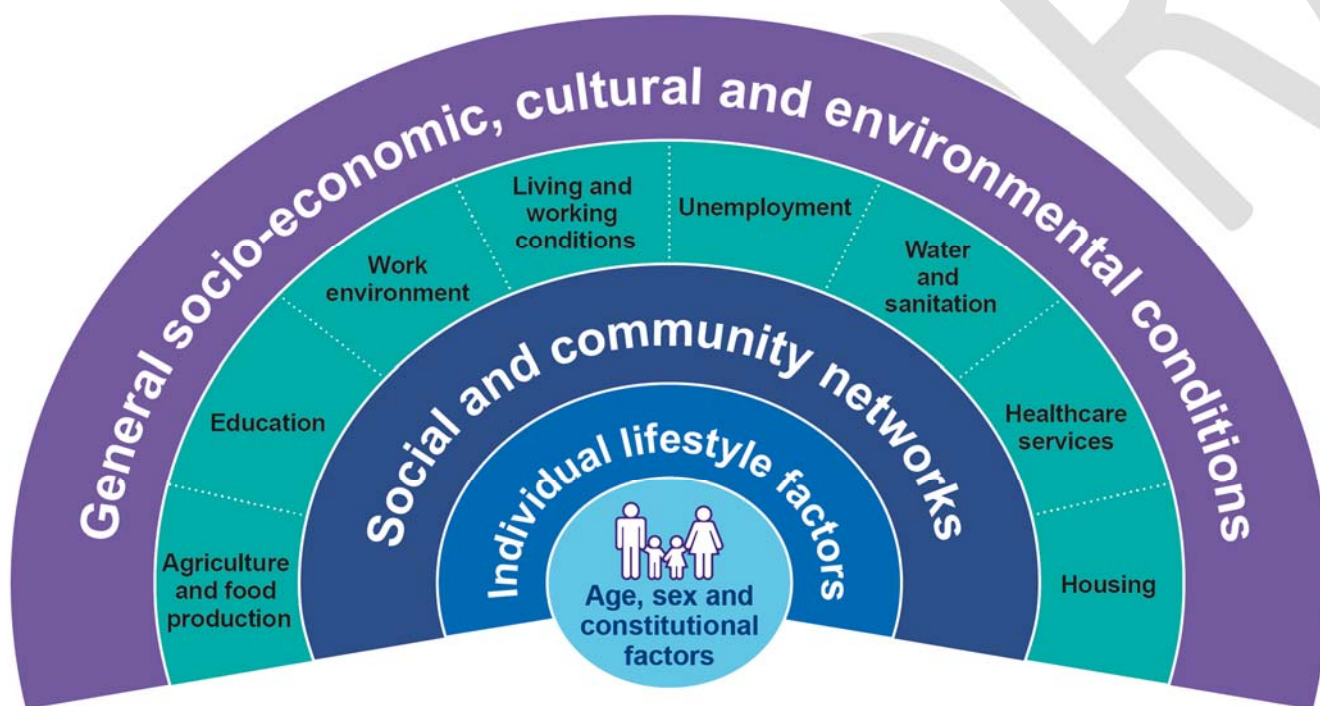 General socio-economic, cultural and environmental conditions
Living and
working
conditions
Unemployment
Work
environment
Water
and
sanitation
Education
Healthcare
services
Agriculture
and food
production
Housing
Social and community networks
Individual lifestyle factors
Age, sex and
constitutional
factors